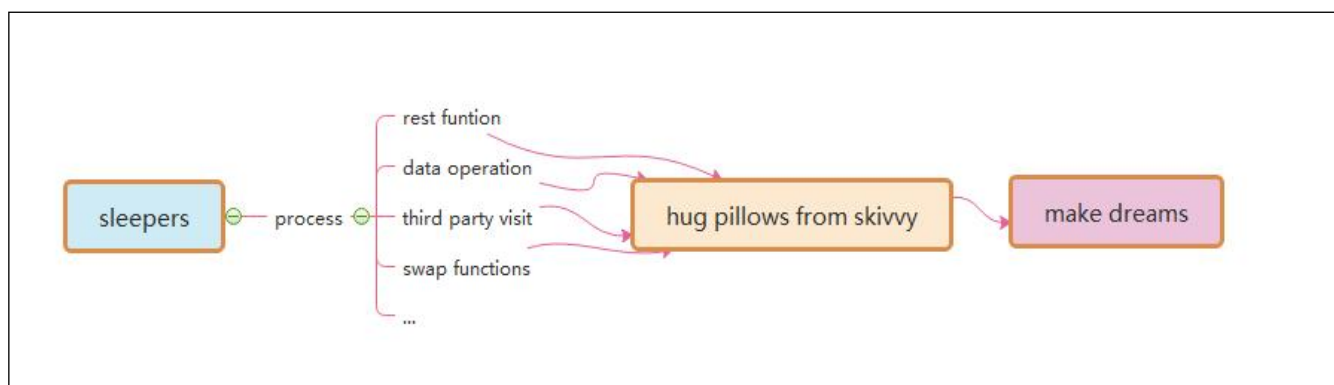 sleepers
process
rest funtion
data operation
third party visit
swap functions
...
hug pillows from skivvy
make dreams